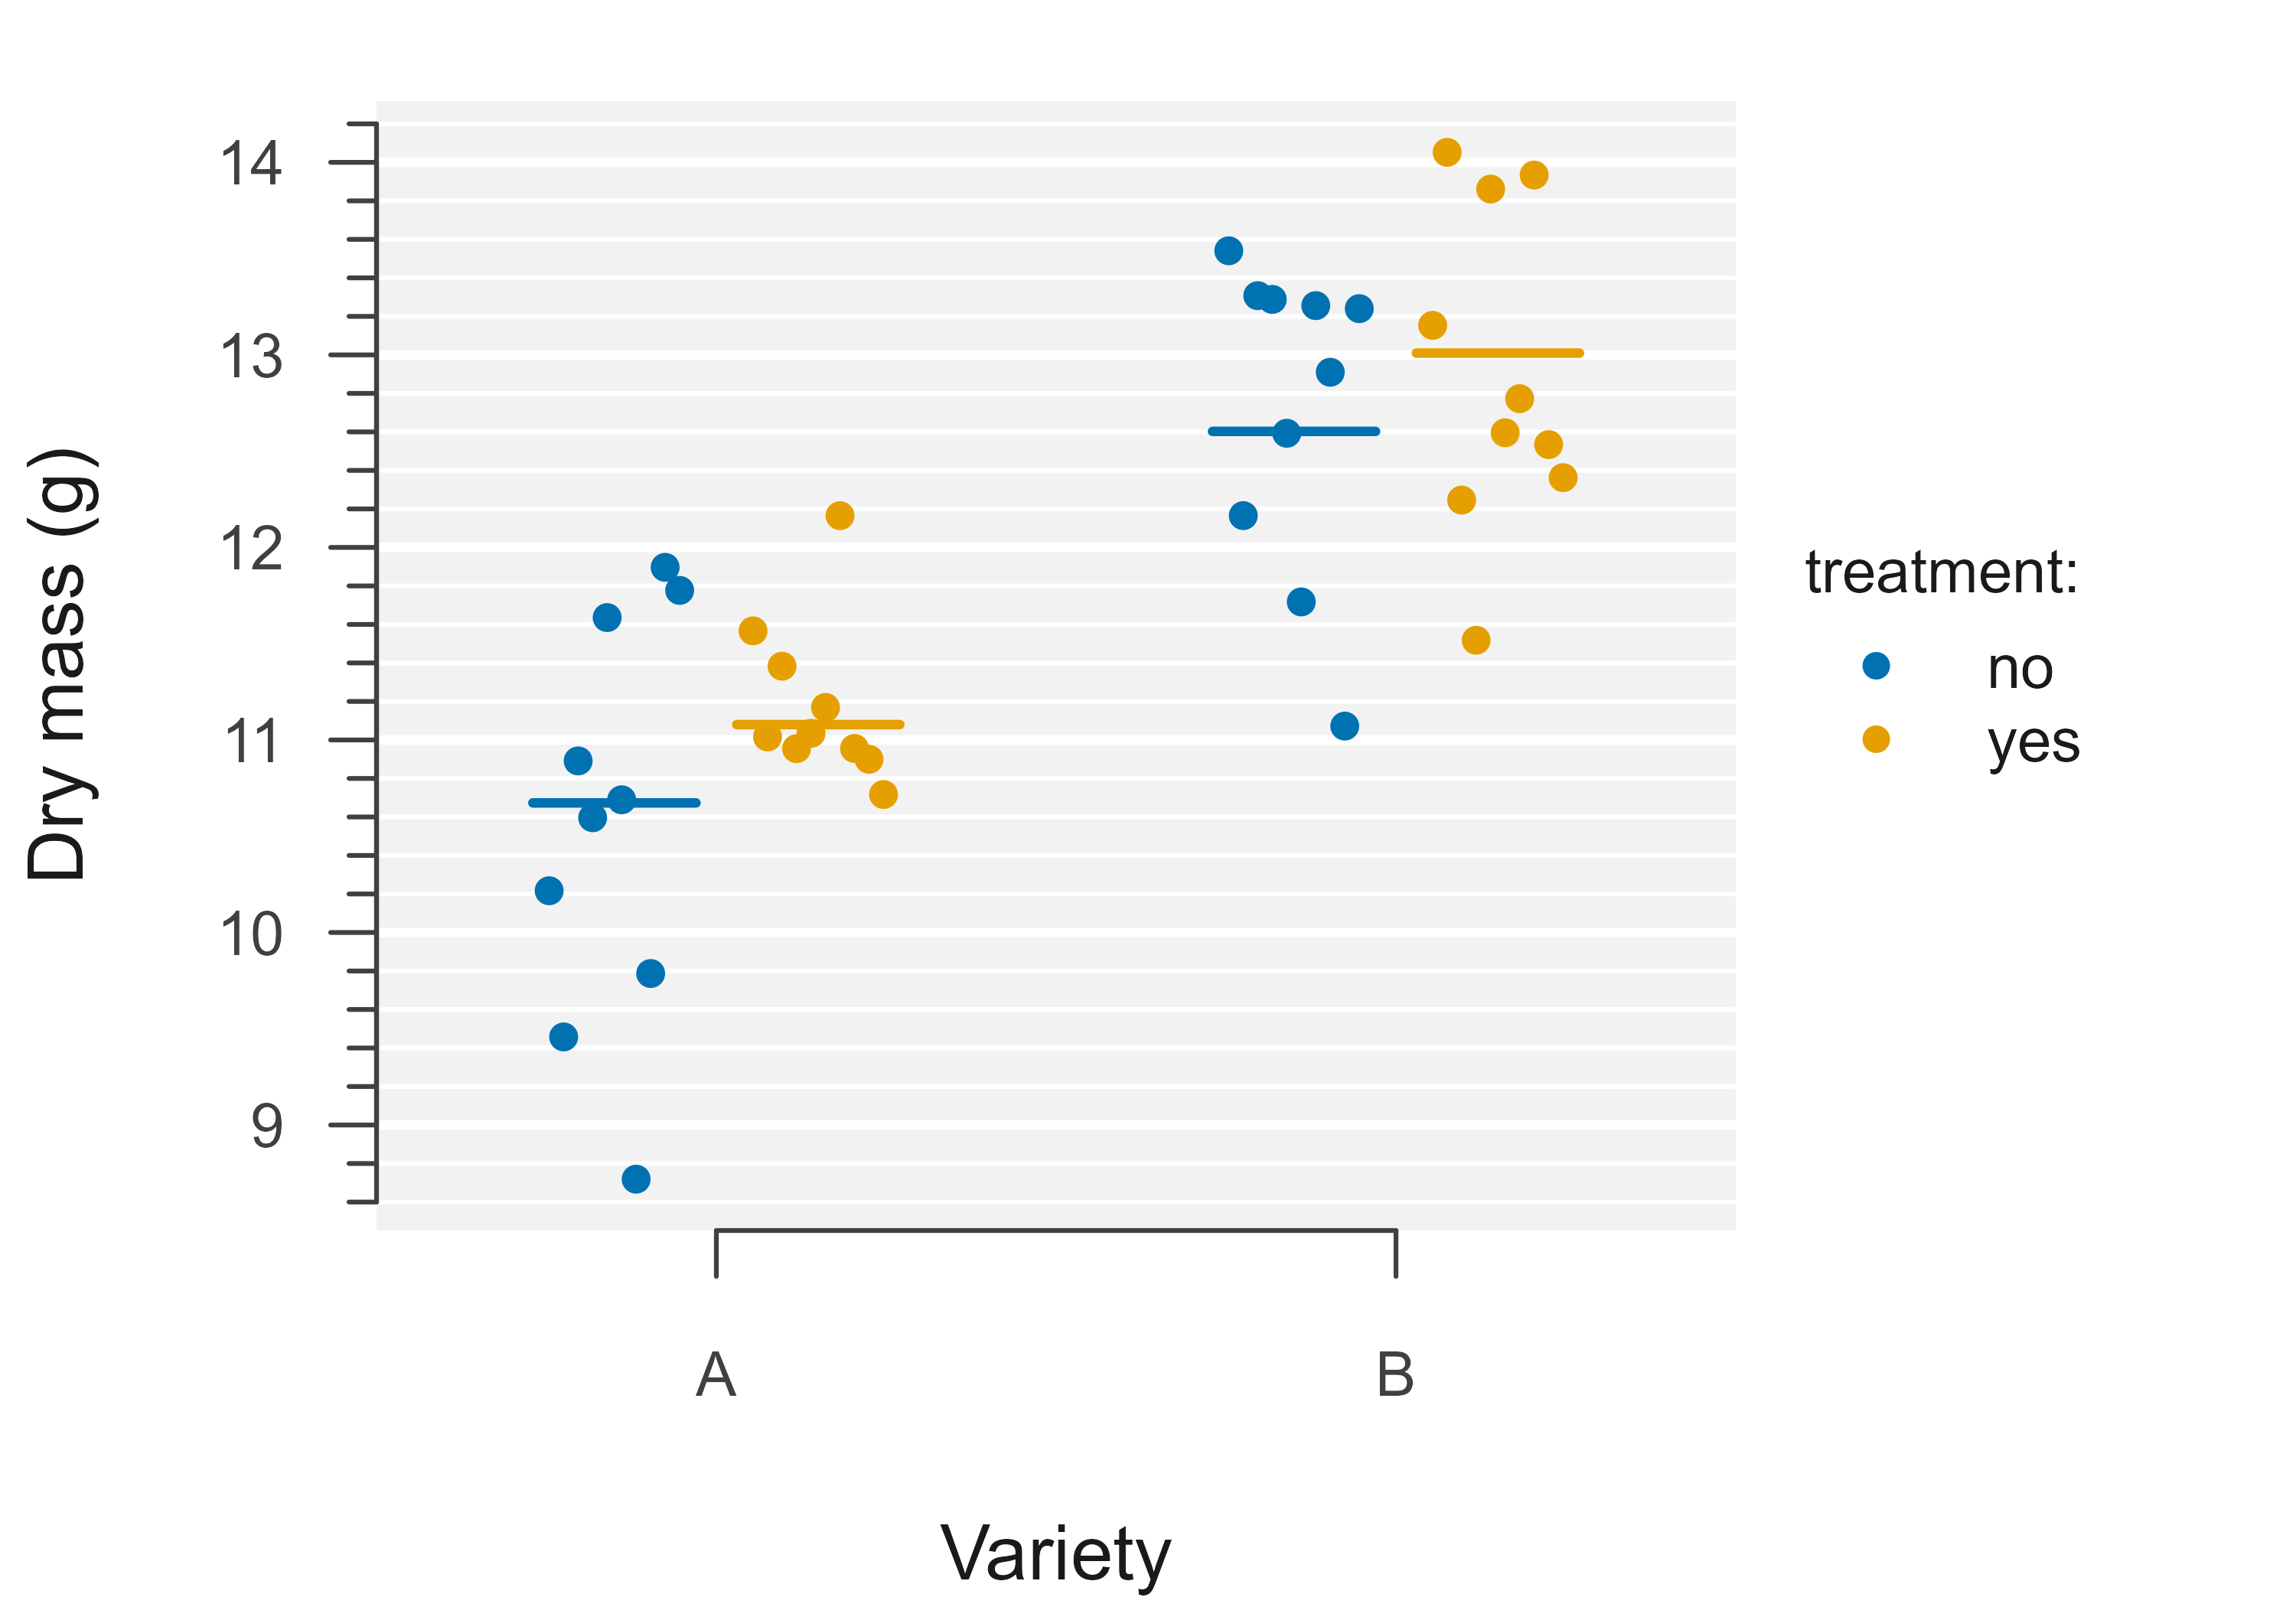 14
13
12
11
10
9
Dry mass (g)
A
B
Variety
treatment:
no
yes